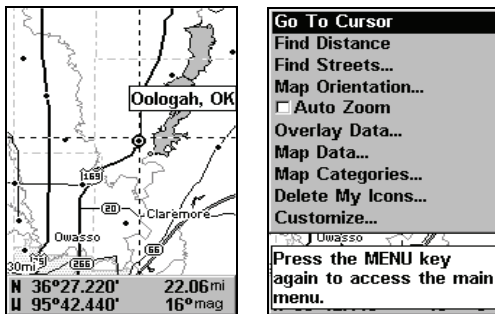 Oologah, OK
169
20
Claremore
Owasso
66
30mi
266
N 36°27.220' 22.06mi
W 95°42.440' 16°mag
Go To Cursor
Find Distance
Find Streets...
Map Orientation...
Auto Zoom
Overlay Data...
Map Data...
Map Categories...
Delete My Icons...
Customize...
Owasso
Press the MENU key
again to access the main
menu.